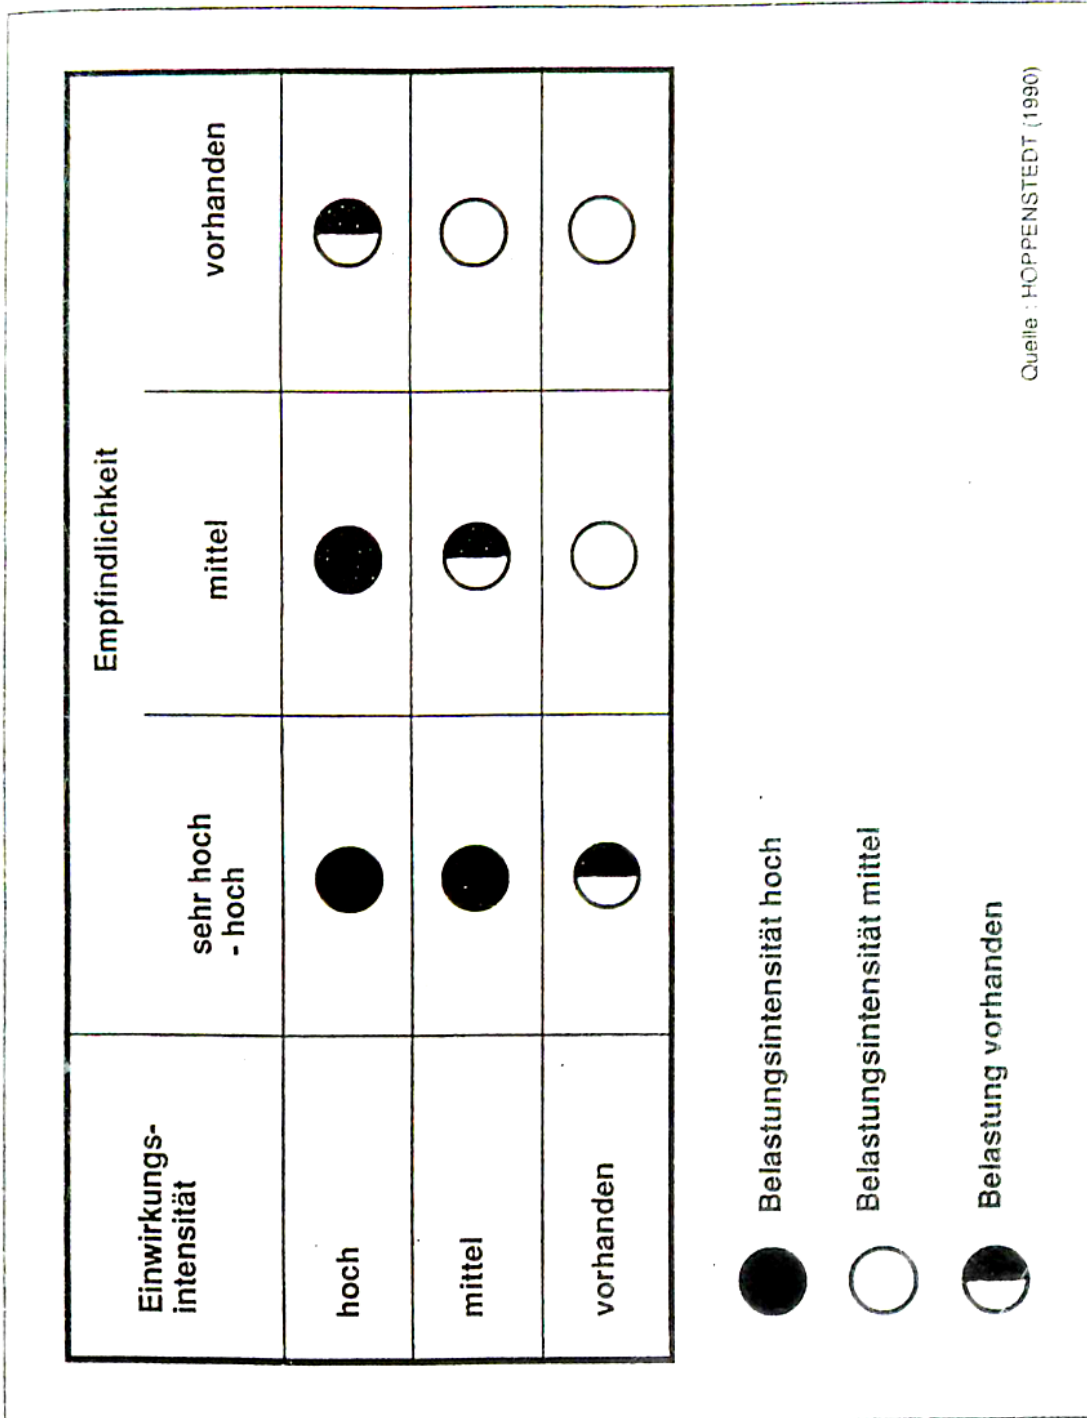 Einwirkungs-
intensität
Empfindlichkeit
sehr hoch
- hoch
mittel
vorhanden
hoch
mittel
vorhanden
Belastungsintensität hoch
Belastungsintensität mittel
Belastung vorhanden
Quelle : HOPPENSTEDT (1990)